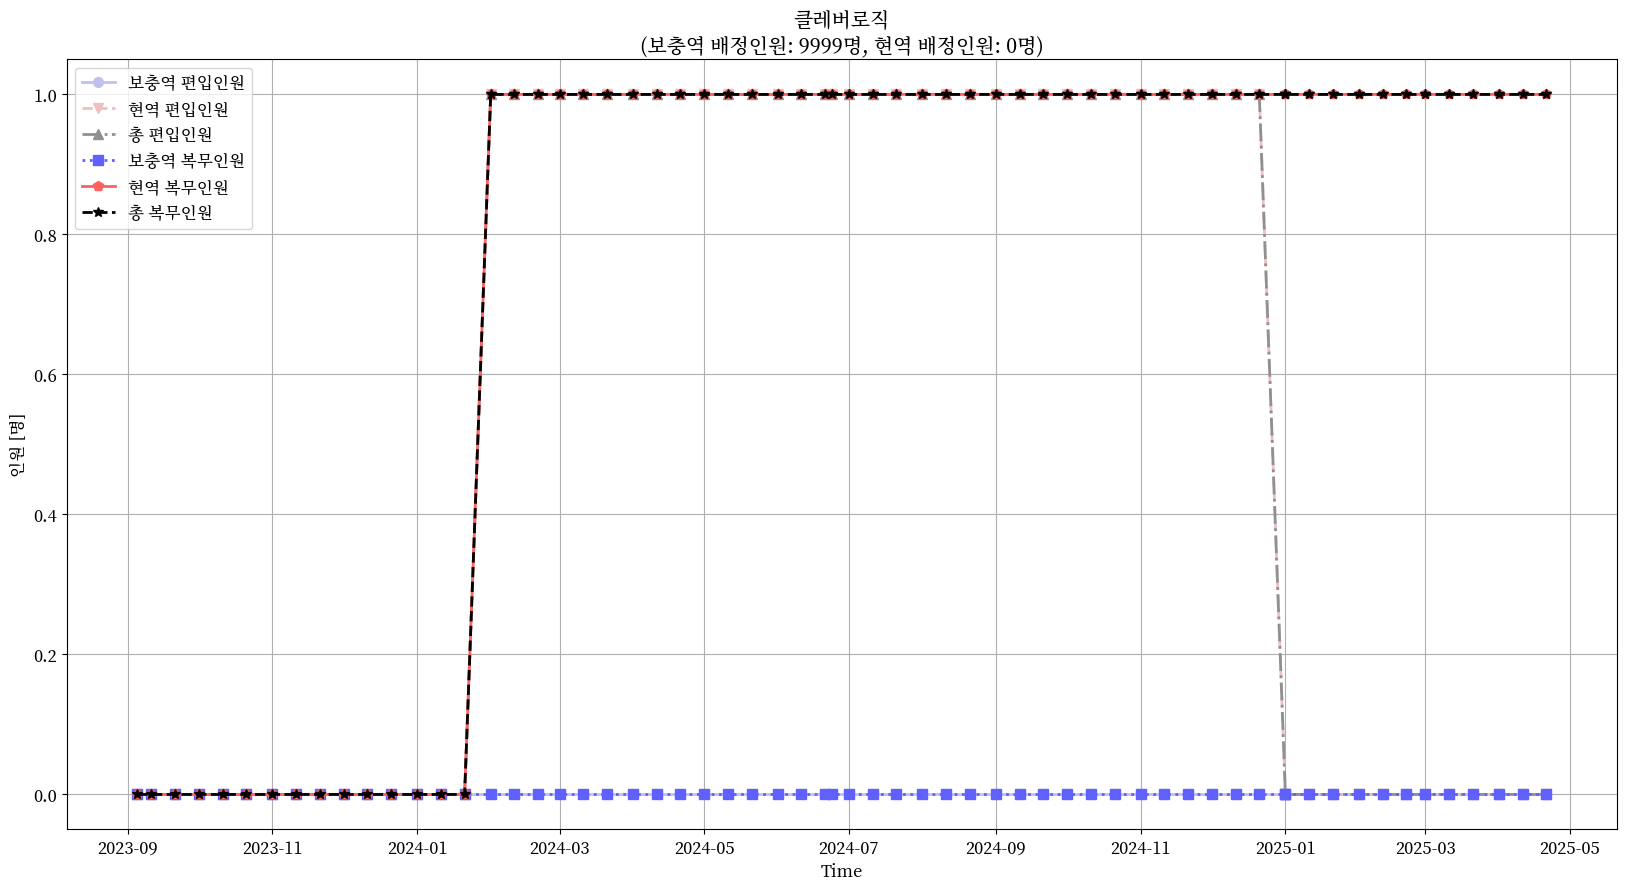 클레버로직
(보충역 배정인원: 9999명, 현역 배정인원: 0명)
보충역 편입인원
현역 편입인원
총 편입인원
보충역 복무인원
현역 복무인원
총 복무인원
1.0
0.8
0.6
0.4
0.2
0.0
인원 [명]
2023-09
2023-11
2024-01
2024-03
2024-05
2024-07
2024-09
2024-11
2025-01
2025-03
2025-05
Time